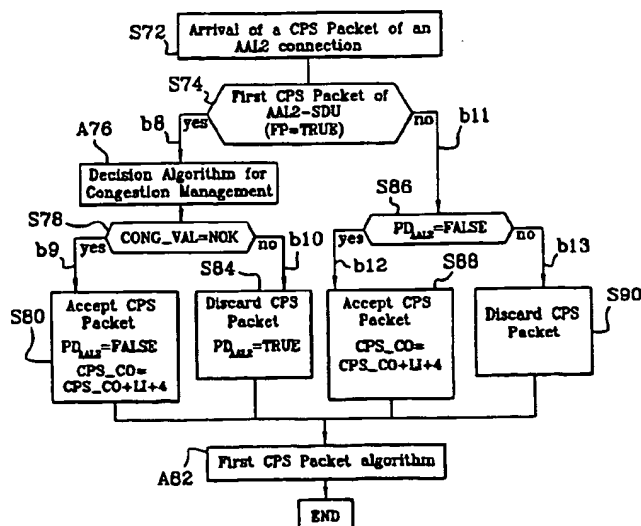 S72
Arrival of a CPS Packet of an
AAL2 connection
S74
First CPS Packet of
AAL2-SDU
(FP=TRUE)
b8
yes
no
b11
A76
Decision Algorithm for
Congestion Management
S78
CONG_VAL=NOK
yes
no
b9
b10
S86
PD_AAL2=FALSE
yes
no
b12
b13
S80
Accept CPS
Packet
PD_AAL2=FALSE
CPS_CO=
CPS_CO+LI+4
S84
Discard CPS
Packet
PD_AAL2=TRUE
S88
Accept CPS
Packet
CPS_CO=
CPS_CO+LI+4
S90
Discard CPS
Packet
A82
First CPS Packet algorithm
END